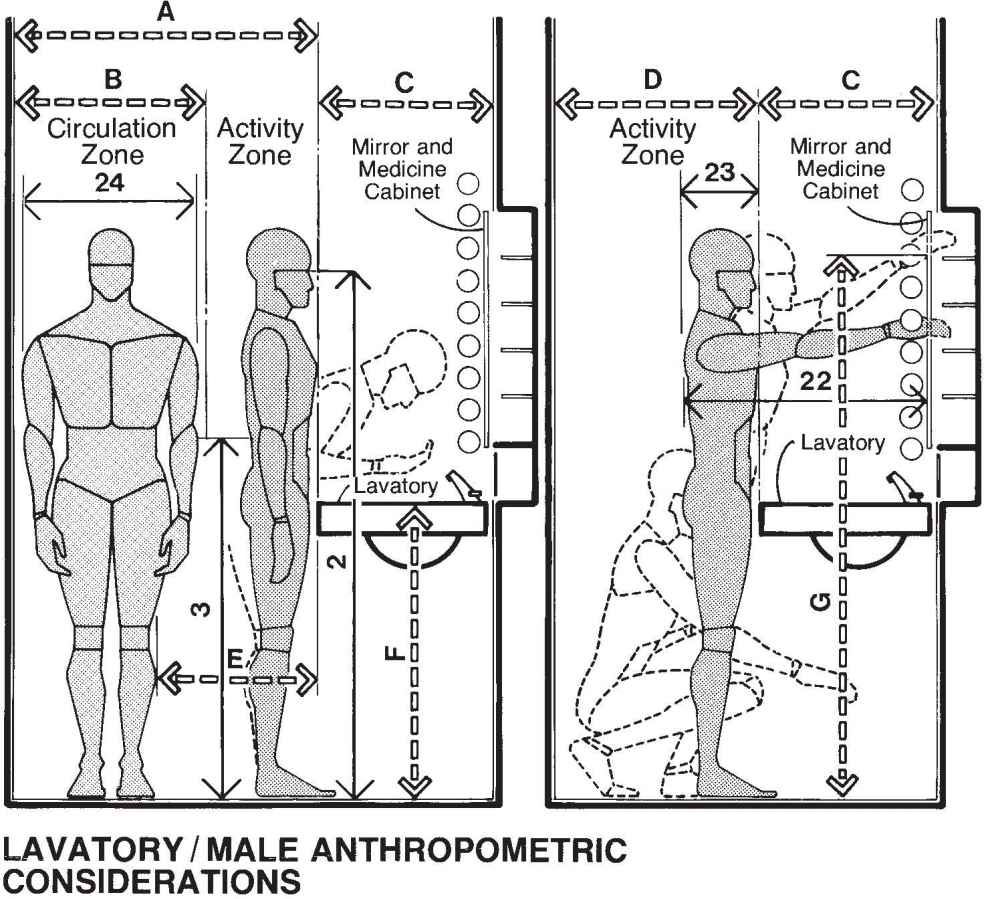 A
B
C
Circulation
Zone
Activity
Zone
Mirror and
Medicine
Cabinet
24
Lavatory
2
3
E
F
D
C
Activity
Zone
Mirror and
Medicine
Cabinet
23
22
Lavatory
G
LAVATORY / MALE ANTHROPOMETRIC
CONSIDERATIONS